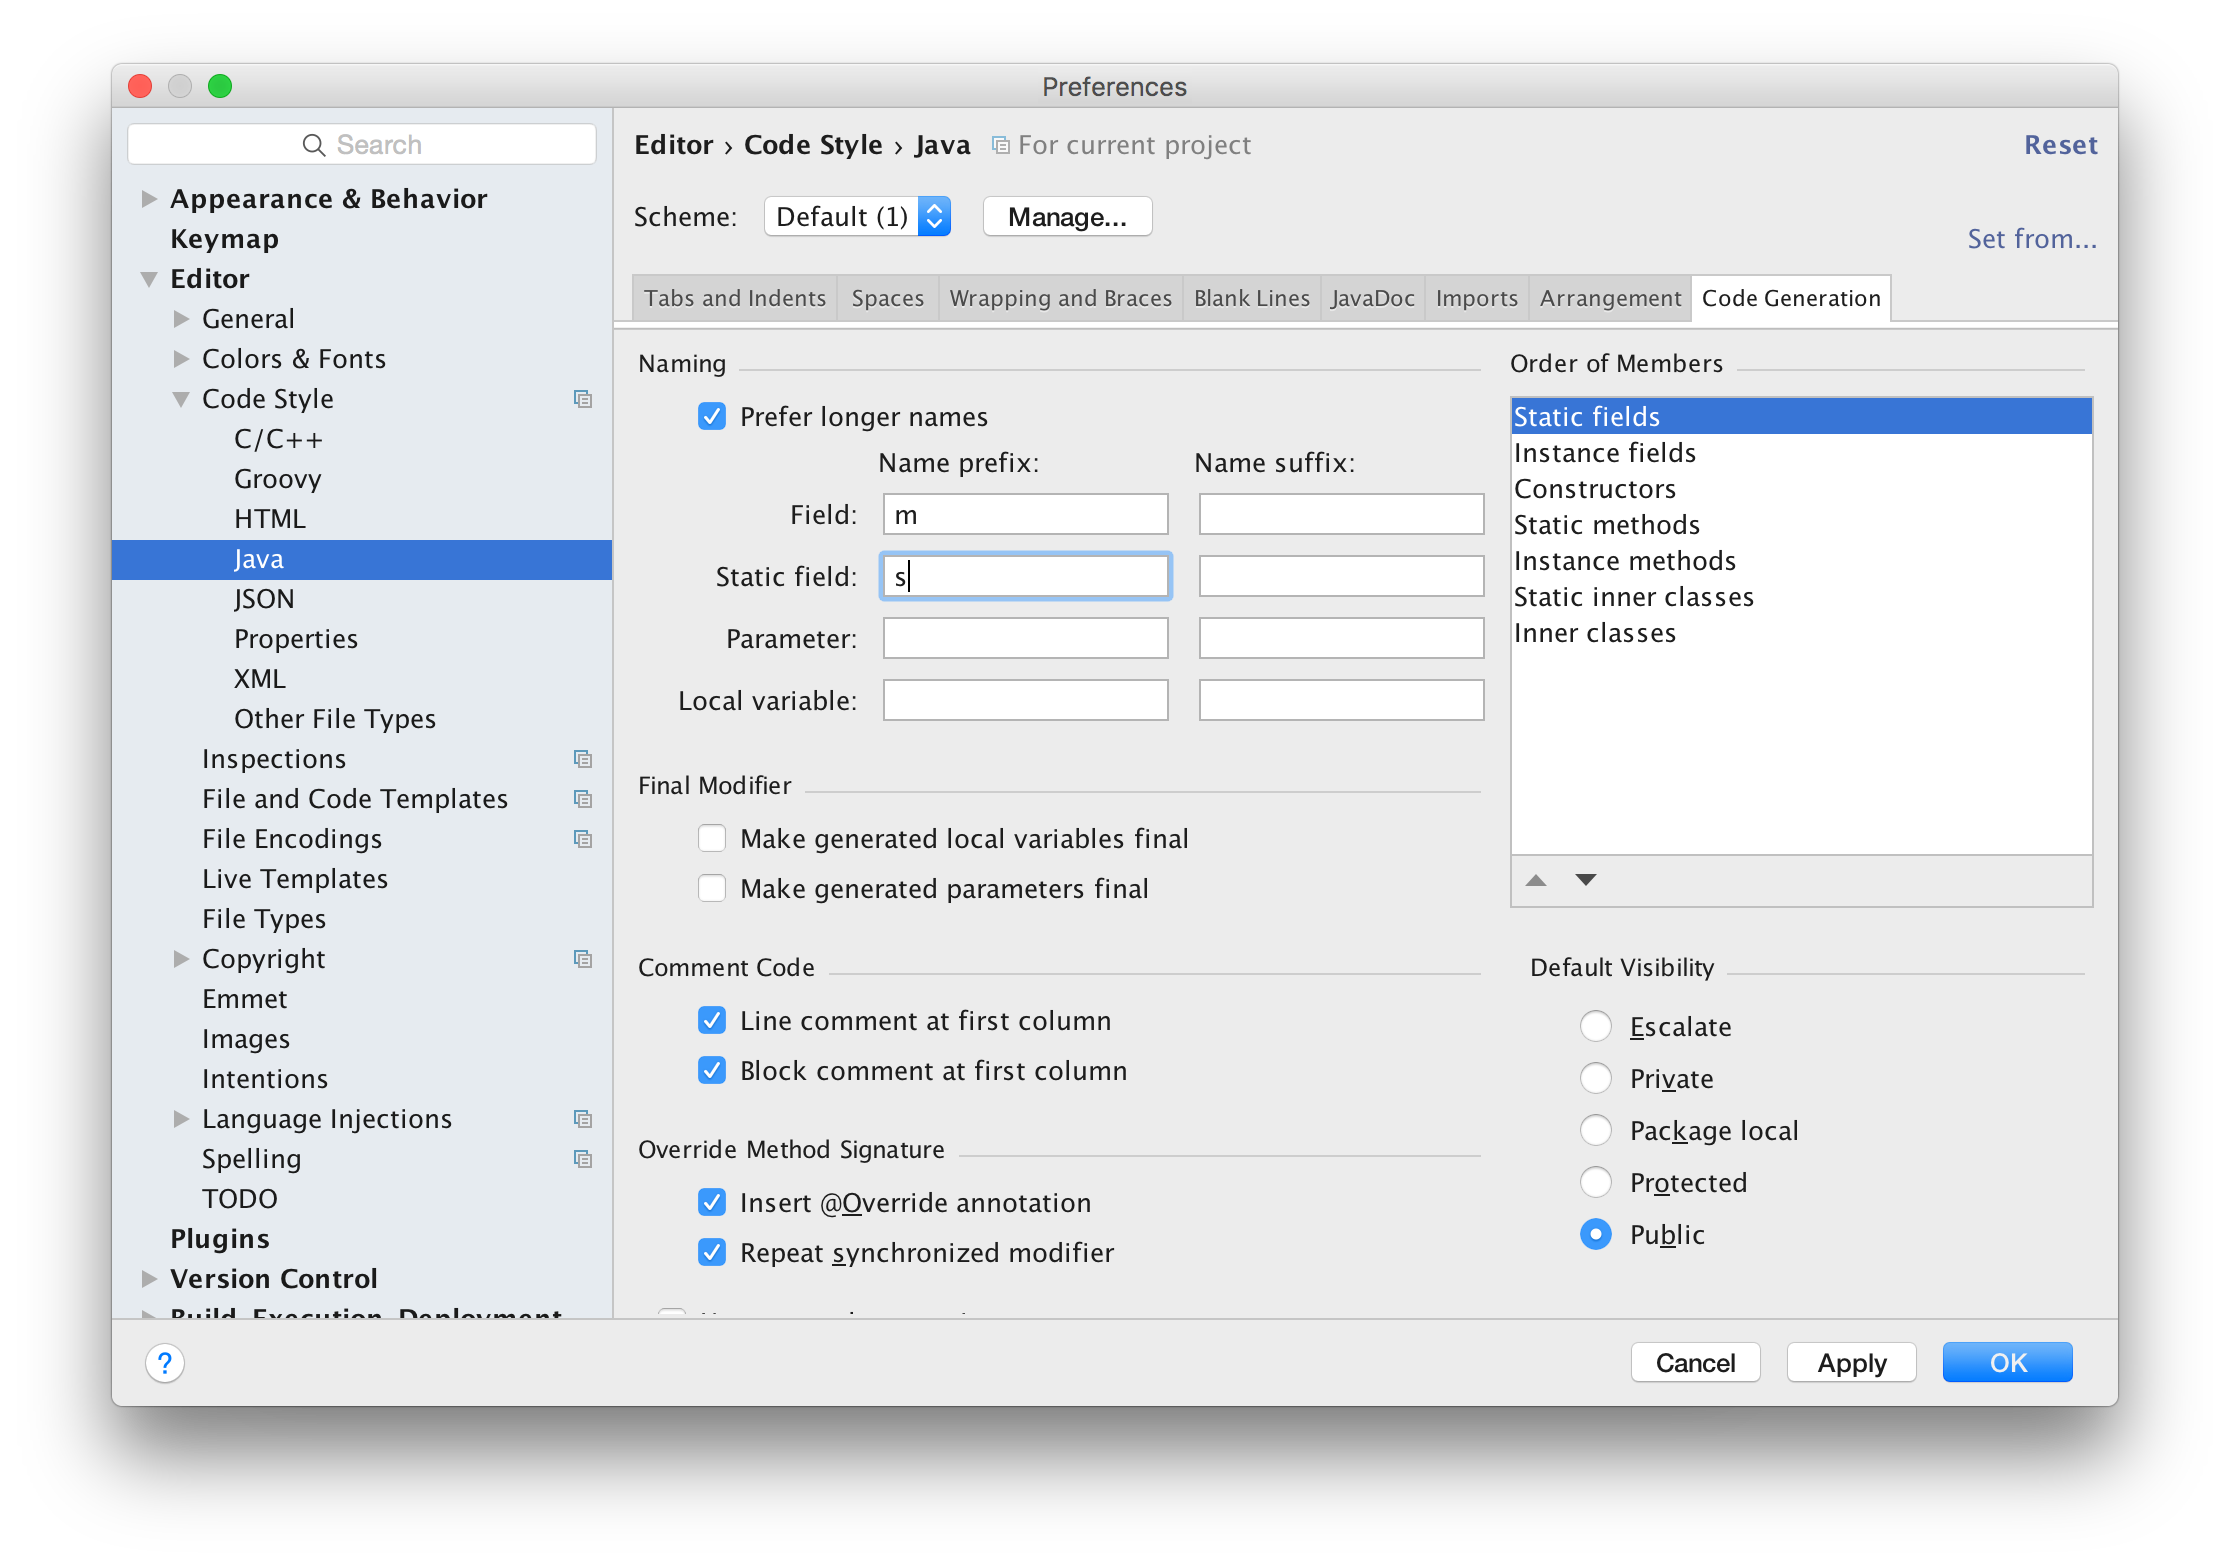 Preferences
Search
Appearance & Behavior
Keymap
Editor
General
Colors & Fonts
Code Style
C/C++
Groovy
HTML
Java
JSON
Properties
XML
Other File Types
Inspections
File and Code Templates
File Encodings
Live Templates
File Types
Copyright
Emmet
Images
Intentions
Language Injections
Spelling
TODO
Plugins
Version Control
Build, Execution, Deployment
Editor › Code Style › Java For current project
Reset
Scheme: Default (1) Manage...
Set from...
Tabs and Indents Spaces Wrapping and Braces Blank Lines JavaDoc Imports Arrangement Code Generation
Naming
Prefer longer names
Name prefix: Name suffix:
Field: m
Static field: s
Parameter:
Local variable:
Final Modifier
Make generated local variables final
Make generated parameters final
Comment Code
Line comment at first column
Block comment at first column
Override Method Signature
Insert @Override annotation
Repeat synchronized modifier
Order of Members
Static fields
Instance fields
Constructors
Static methods
Instance methods
Static inner classes
Inner classes
Default Visibility
Escalate
Private
Package local
Protected
Public
?
Cancel Apply OK